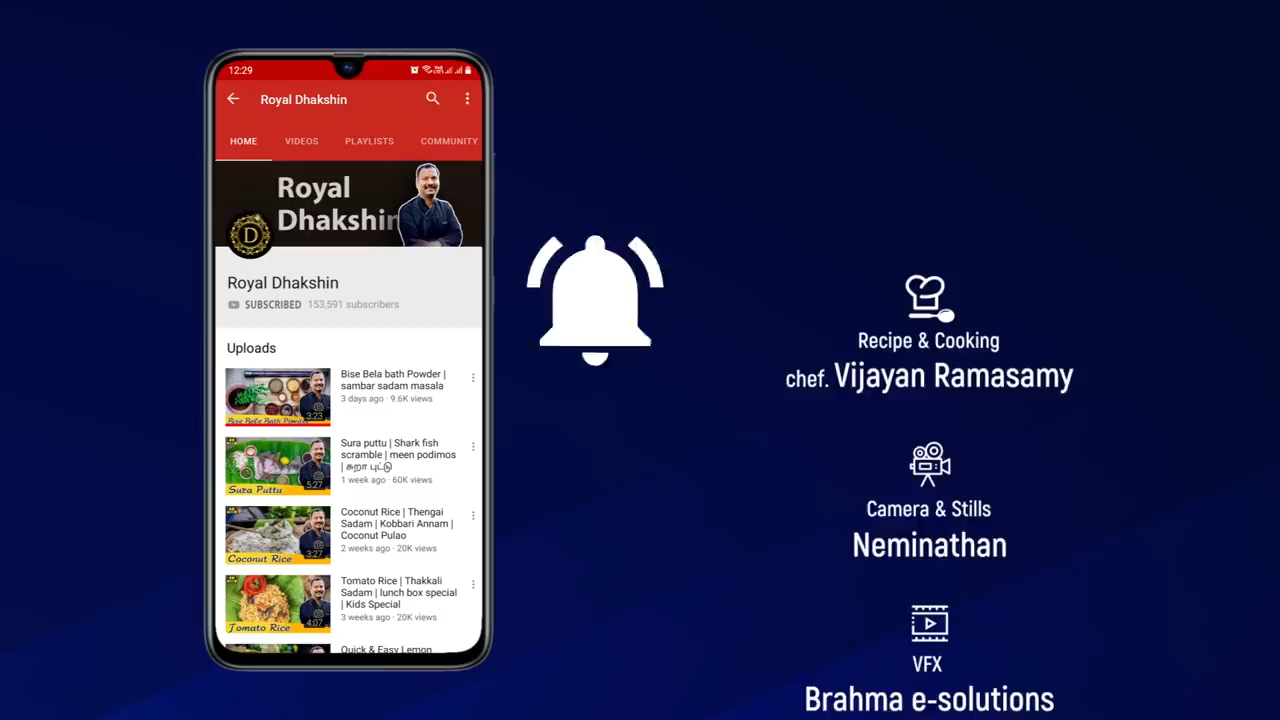 12:29
Royal Dhakshin
HOME VIDEOS PLAYLISTS COMMUNITY
Royal
Dhakshin
D
Royal Dhakshin
SUBSCRIBED 153,591 subscribers
Uploads
Bise Bela bath Powder |
sambar sadam masala
3 days ago · 9.6K views
3:23
Bise Bele Bath Powder
Sura puttu | Shark fish
scramble | meen podimos
| சுறா புட்டு
1 week ago · 60K views
5:27
Sura Puttu
Coconut Rice | Thengai
Sadam | Kobbari Annam |
Coconut Pulao
2 weeks ago · 20K views
3:27
Coconut Rice
Tomato Rice | Thakkali
Sadam | lunch box special
| Kids Special
3 weeks ago · 20K views
4:07
Tomato Rice
Quick & Easy Lemon
Recipe & Cooking
chef. Vijayan Ramasamy
Camera & Stills
Neminathan
VFX
Brahma e-solutions